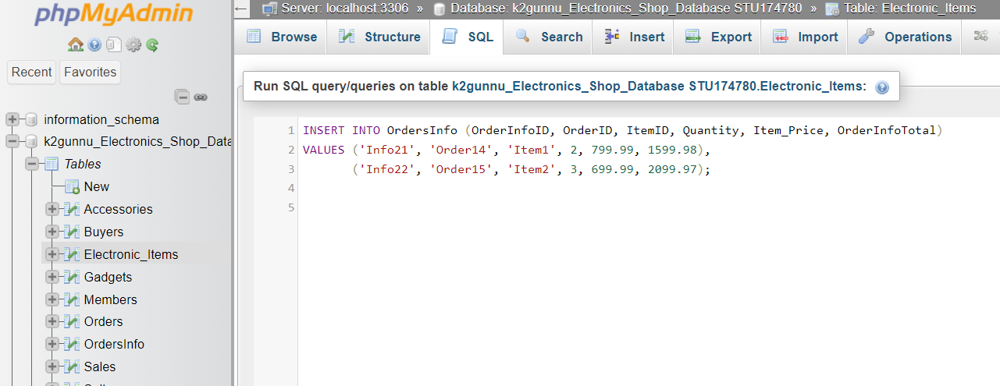 phpMyAdmin
Recent Favorites
information_schema
k2gunnu_Electronics_Shop_Data
Tables
New
Accessories
Buyers
Electronic_Items
Gadgets
Members
Orders
OrdersInfo
Sales
Server: localhost:3306 » Database: k2gunnu_Electronics_Shop_Database STU174780 » Table: Electronic_Items
Browse Structure SQL Search Insert Export Import Operations
Run SQL query/queries on table k2gunnu_Electronics_Shop_Database STU174780.Electronic_Items:
1 INSERT INTO OrdersInfo (OrderInfoID, OrderID, ItemID, Quantity, Item_Price, OrderInfoTotal)
2 VALUES ('Info21', 'Order14', 'Item1', 2, 799.99, 1599.98),
3 ('Info22', 'Order15', 'Item2', 3, 699.99, 2099.97);
4
5